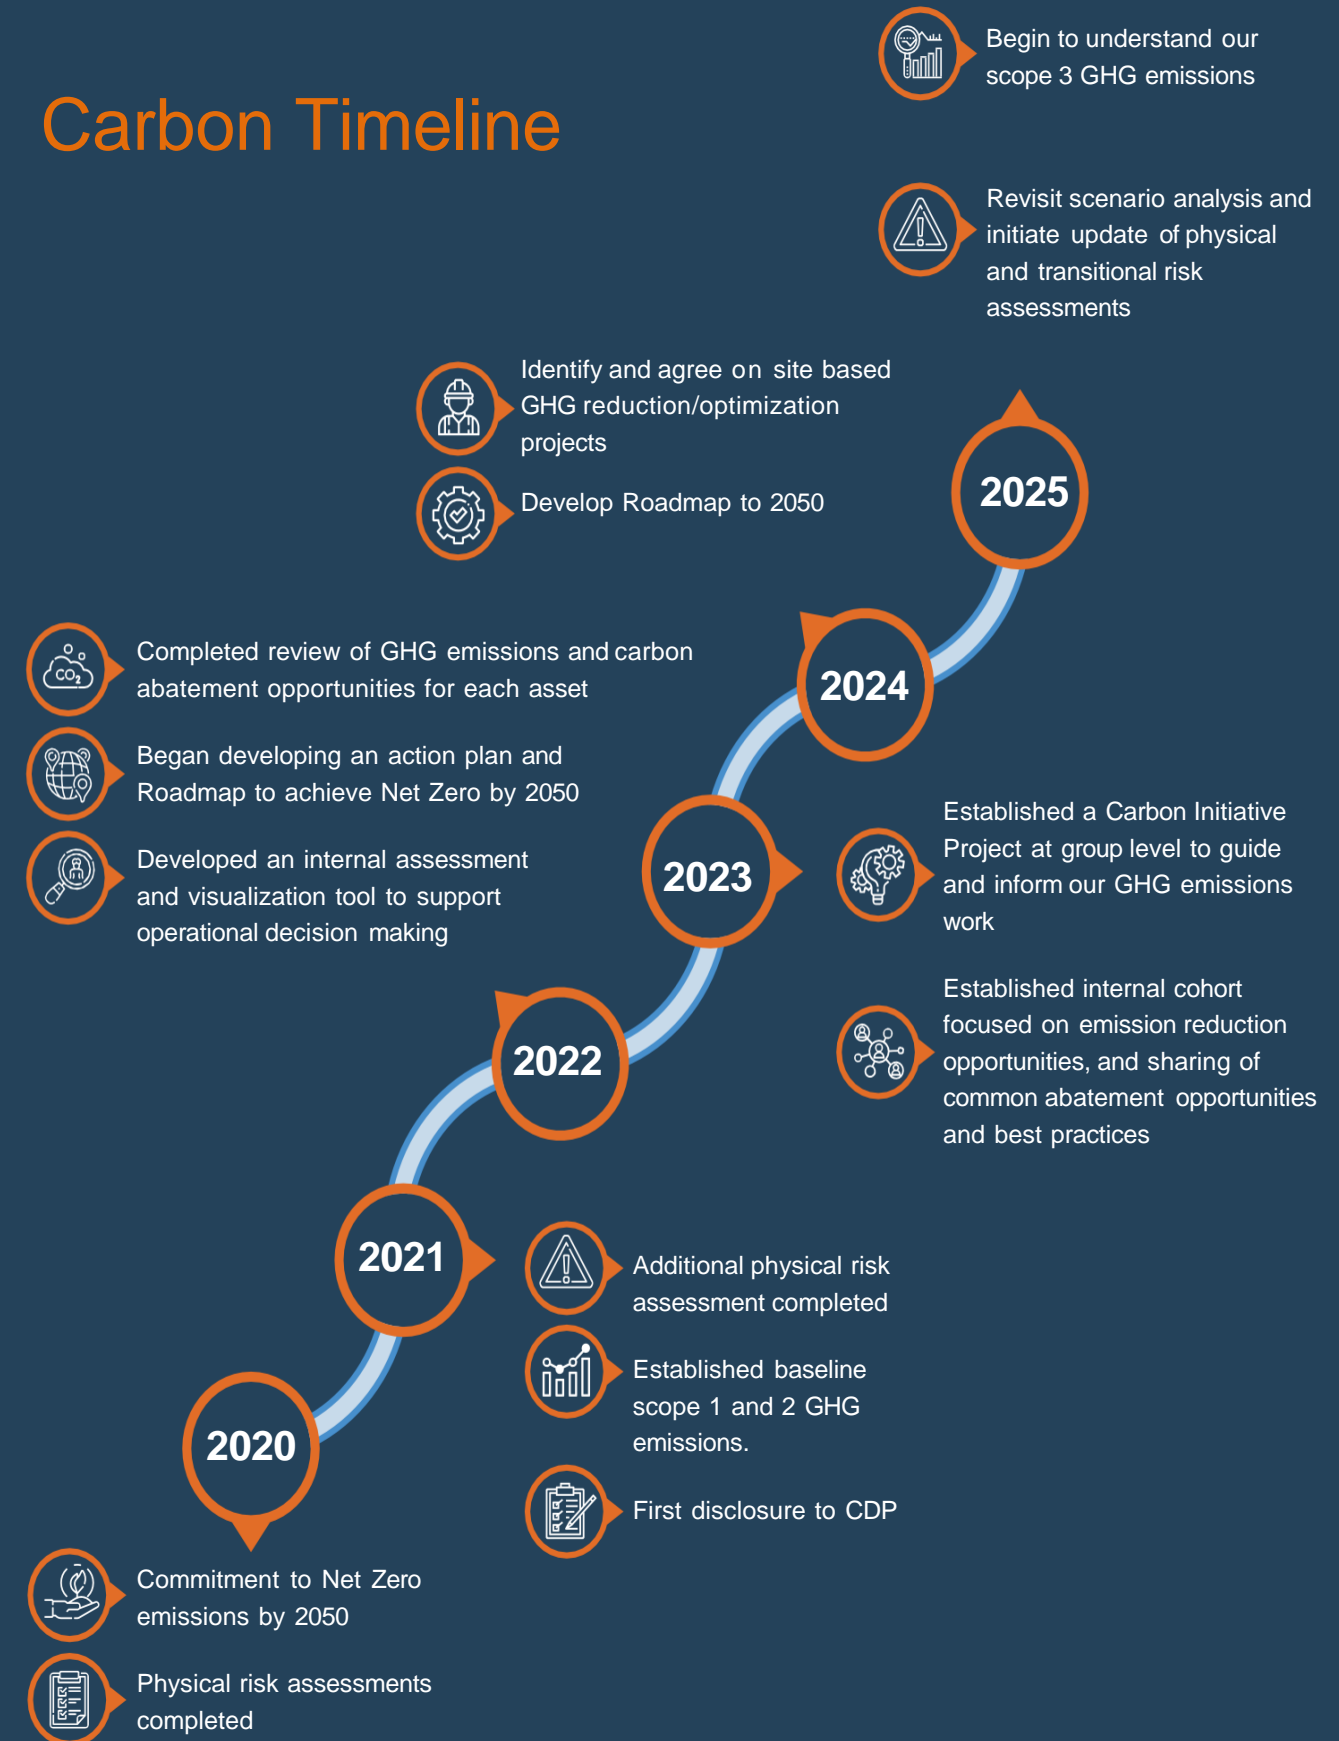 Carbon Timeline
Begin to understand our
scope 3 GHG emissions
Revisit scenario analysis and
initiate update of physical
and transitional risk
assessments
2025
Identify and agree on site based
GHG reduction/optimization
projects
Develop Roadmap to 2050
2024
Completed review of GHG emissions and carbon
abatement opportunities for each asset
Began developing an action plan and
Roadmap to achieve Net Zero by 2050
Developed an internal assessment
and visualization tool to support
operational decision making
2023
Established a Carbon Initiative
Project at group level to guide
and inform our GHG emissions
work
Established internal cohort
focused on emission reduction
opportunities, and sharing of
common abatement opportunities
and best practices
2022
2021
Additional physical risk
assessment completed
Established baseline
scope 1 and 2 GHG
emissions.
First disclosure to CDP
2020
Commitment to Net Zero
emissions by 2050
Physical risk assessments
completed
CO2